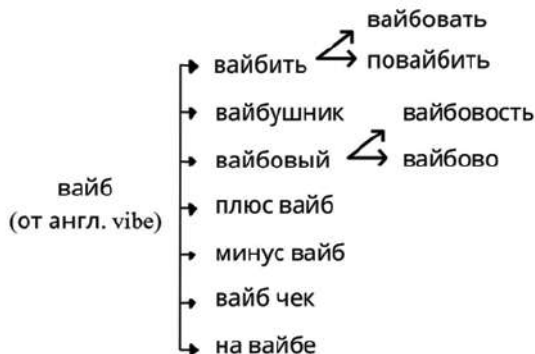 вайбовать
вайбить
повайбить
вайбушник
вайбовость
вайбовый
вайбово
вайб
(от англ. vibe)
плюс вайб
минус вайб
вайб чек
на вайбе